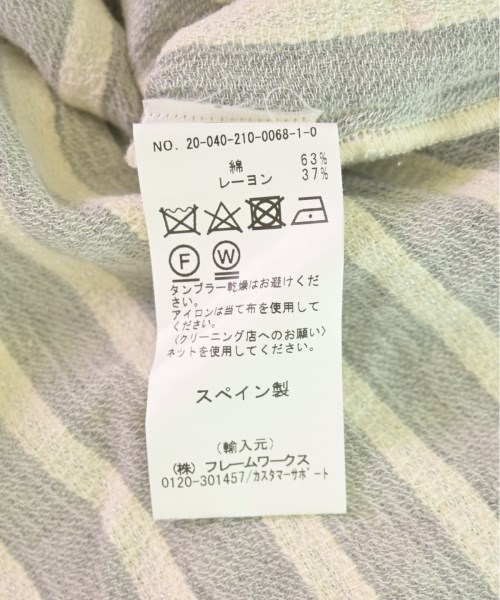 NO. 20-040-210-0068-1-0
綿 63%
レーヨン 37%
F W
タンブラー乾燥はお避けくだ
さい。
アイロンは当て布を使用して
ください。
〈クリーニング店へのお願い〉
ネットを使用してください。
スペイン製
(輸入元)
(株) フレームワークス
0120-301457/カスタマーサポート